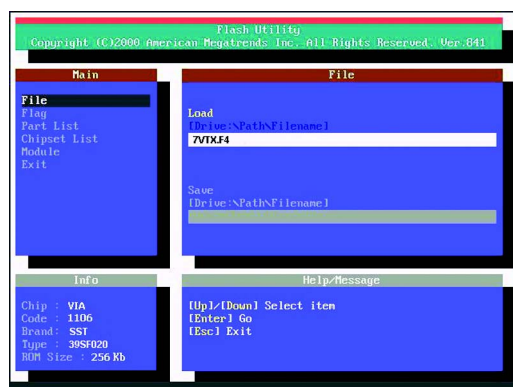 Flash Utility
Copyright (C)2000 American Megatrends Inc. All Rights Reserved. Ver.841
Main
File
Flag
Part List
Chipset List
Module
Exit
File
Load
[Drive:\Path\Filename]
7VTX.F4
Save
[Drive:\Path\Filename]
Info
Chip : VIA
Code : 1106
Brand: SST
Type : 39SF020
ROM Size : 256 Kb
Help/Message
[Up]/[Down] Select item
[Enter] Go
[Esc] Exit